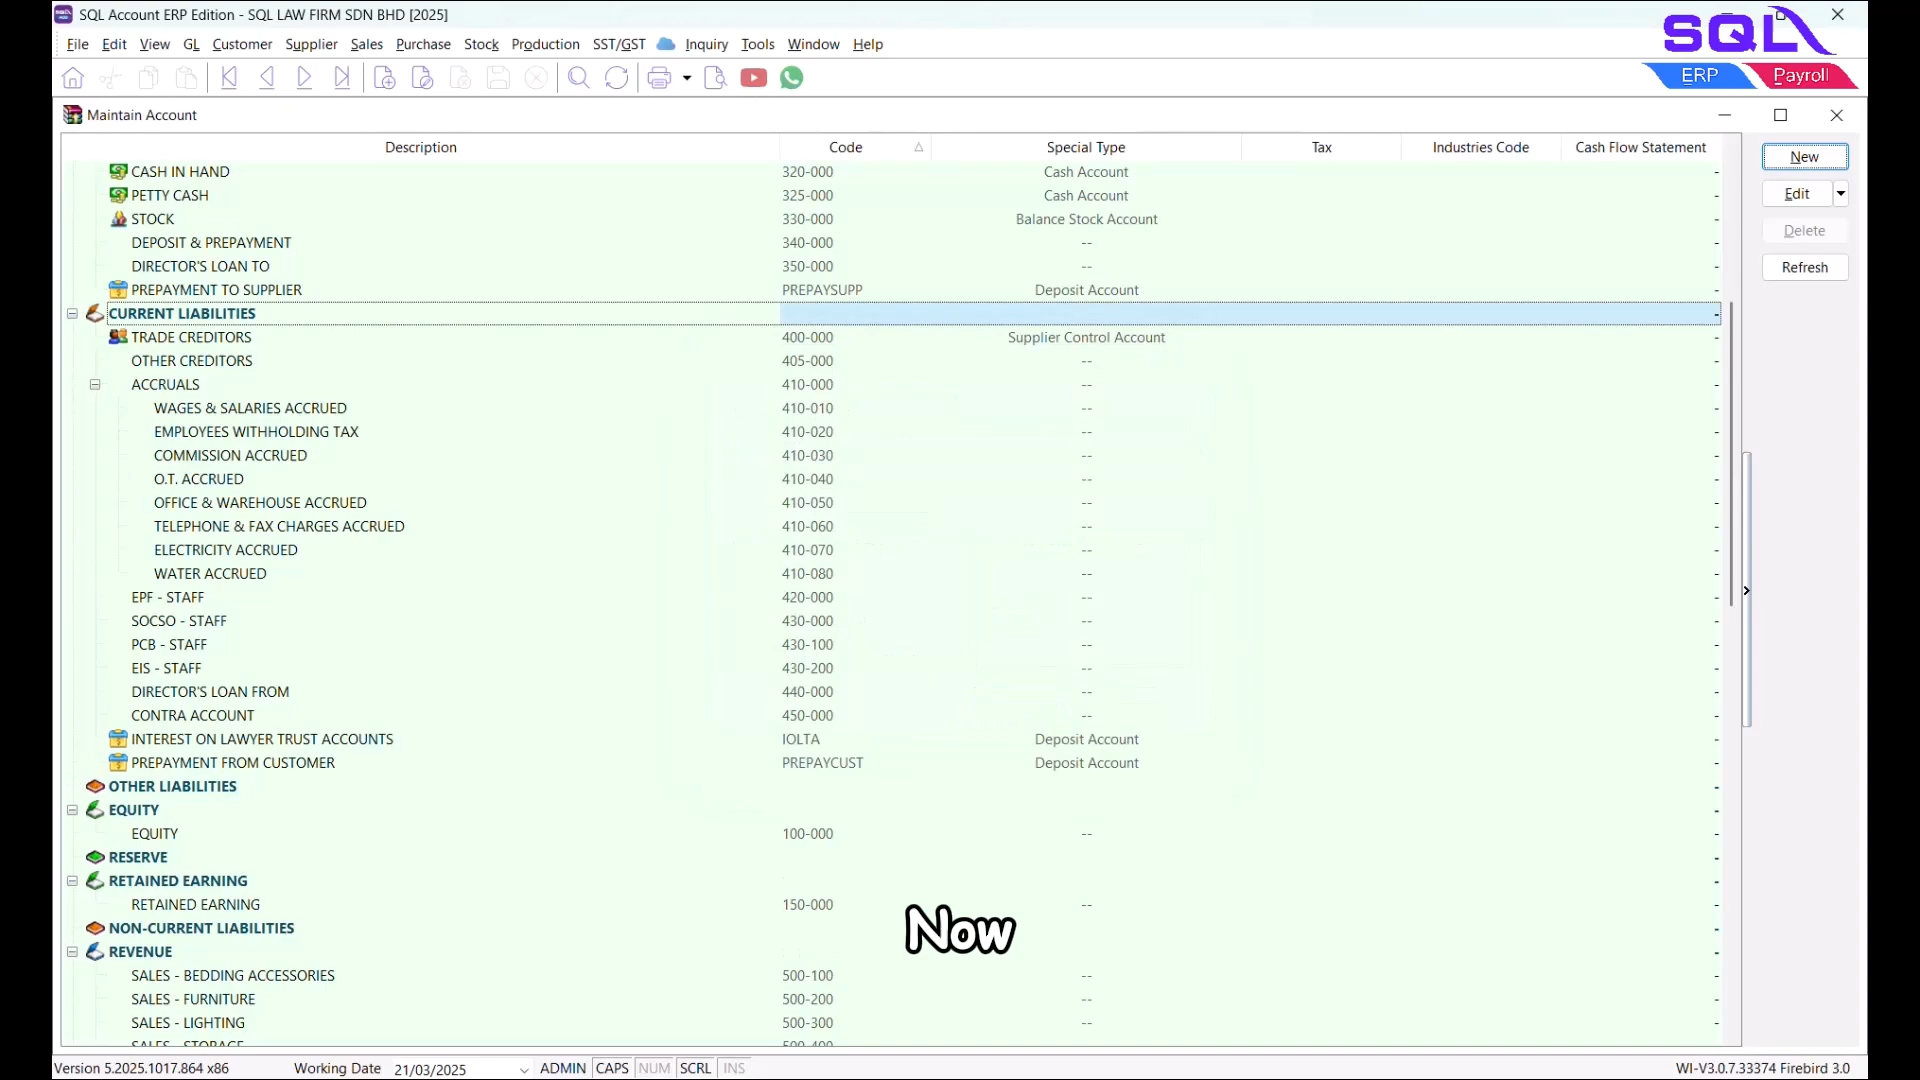 SQL Account ERP Edition - SQL LAW FIRM SDN BHD [2025]
SQL
File Edit View GL Customer Supplier Sales Purchase Stock Production SST/GST Inquiry Tools Window Help
ERP Payroll
Maintain Account
Description Code Special Type Tax Industries Code Cash Flow Statement
New
CASH IN HAND 320-000 Cash Account -
PETTY CASH 325-000 Cash Account -
Edit
STOCK 330-000 Balance Stock Account -
Delete
DEPOSIT & PREPAYMENT 340-000 -- -
DIRECTOR'S LOAN TO 350-000 -- -
Refresh
PREPAYMENT TO SUPPLIER PREPAYSUPP Deposit Account -
CURRENT LIABILITIES -
TRADE CREDITORS 400-000 Supplier Control Account -
OTHER CREDITORS 405-000 -- -
ACCRUALS 410-000 -- -
WAGES & SALARIES ACCRUED 410-010 -- -
EMPLOYEES WITHHOLDING TAX 410-020 -- -
COMMISSION ACCRUED 410-030 -- -
O.T. ACCRUED 410-040 -- -
OFFICE & WAREHOUSE ACCRUED 410-050 -- -
TELEPHONE & FAX CHARGES ACCRUED 410-060 -- -
ELECTRICITY ACCRUED 410-070 -- -
WATER ACCRUED 410-080 -- -
EPF - STAFF 420-000 -- -
SOCSO - STAFF 430-000 -- -
PCB - STAFF 430-100 -- -
EIS - STAFF 430-200 -- -
DIRECTOR'S LOAN FROM 440-000 -- -
CONTRA ACCOUNT 450-000 -- -
INTEREST ON LAWYER TRUST ACCOUNTS IOLTA Deposit Account -
PREPAYMENT FROM CUSTOMER PREPAYCUST Deposit Account -
OTHER LIABILITIES -
EQUITY -
EQUITY 100-000 -- -
RESERVE -
RETAINED EARNING -
RETAINED EARNING 150-000 -- -
NON-CURRENT LIABILITIES -
Now
REVENUE -
SALES - BEDDING ACCESSORIES 500-100 -- -
SALES - FURNITURE 500-200 -- -
SALES - LIGHTING 500-300 -- -
SALES - STORAGE 500-400
Version 5.2025.1017.864 x86 Working Date 21/03/2025 ADMIN CAPS NUM SCRL INS WI-V3.0.7.33374 Firebird 3.0